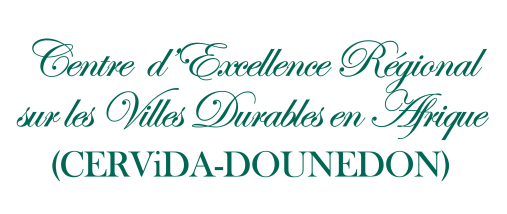 Centre d'Excellence Régional
sur les Villes Durables en Afrique
(CERViDA-DOUNEDON)